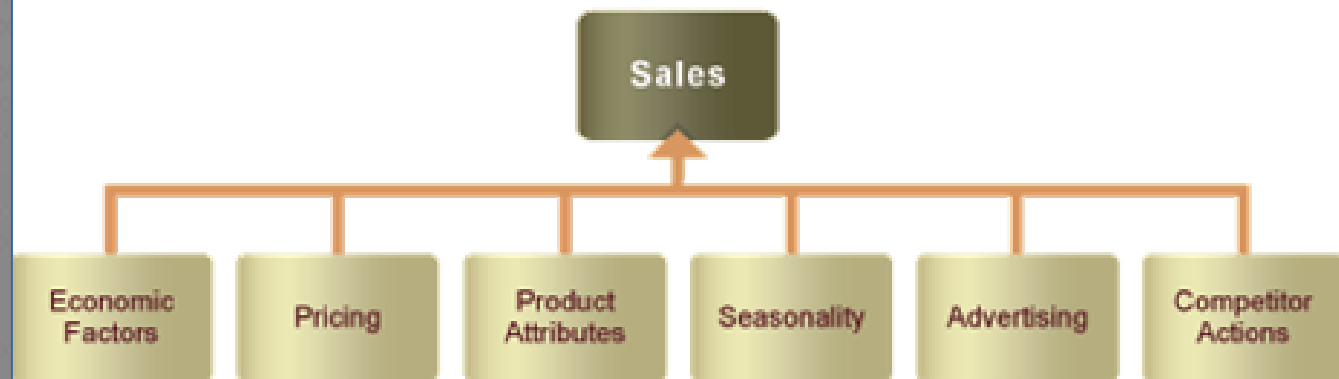 Sales
Economic
Factors
Pricing
Product
Attributes
Seasonality
Advertising
Competitor
Actions